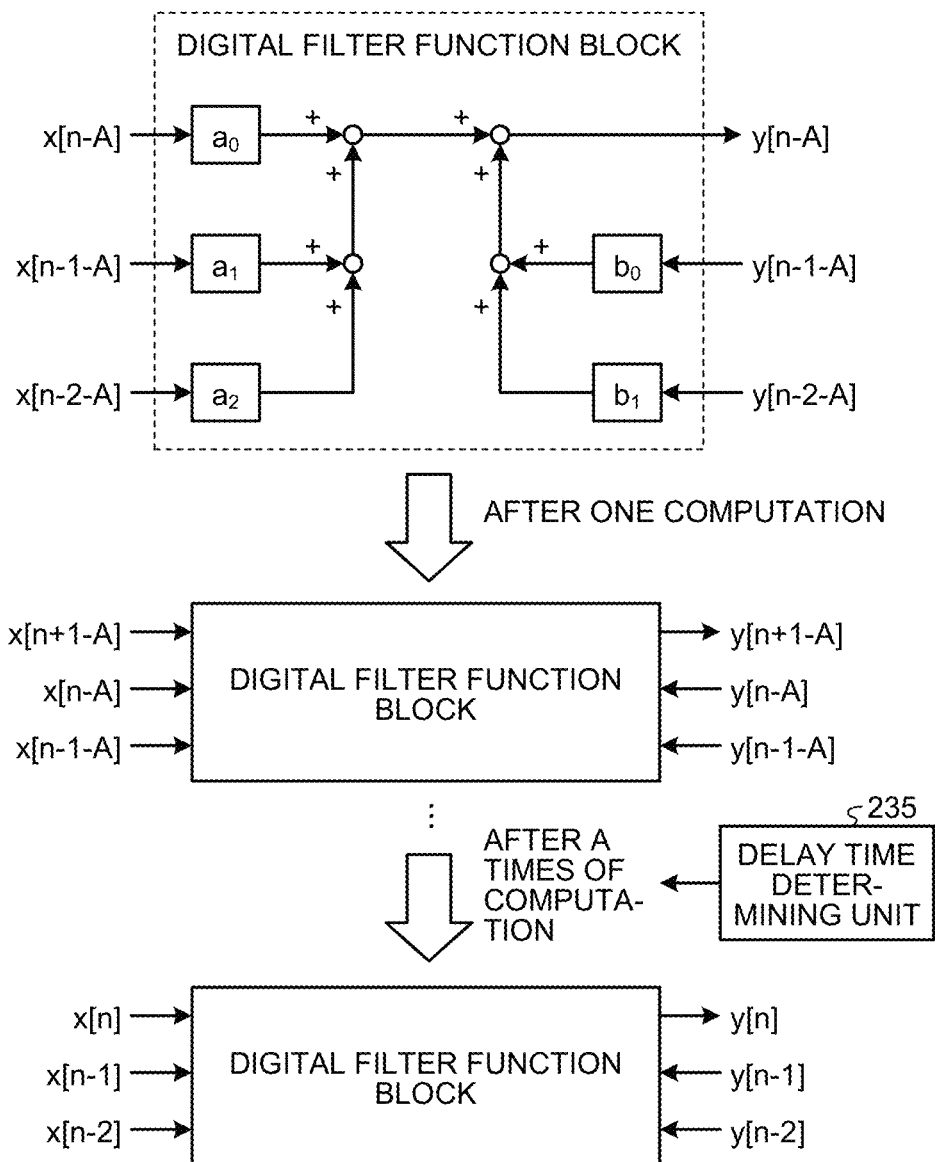 DIGITAL FILTER FUNCTION BLOCK
x[n-A]
a₀
+
+
y[n-A]
+
+
x[n-1-A]
a₁
+
+
b₀
y[n-1-A]
+
+
x[n-2-A]
a₂
b₁
y[n-2-A]
AFTER ONE COMPUTATION
x[n+1-A]
y[n+1-A]
DIGITAL FILTER FUNCTION
BLOCK
x[n-A]
y[n-A]
x[n-1-A]
y[n-1-A]
⋮
AFTER A
TIMES OF
COMPUTA-
TION
235
DELAY TIME
DETER-
MINING UNIT
x[n]
y[n]
DIGITAL FILTER FUNCTION
BLOCK
x[n-1]
y[n-1]
x[n-2]
y[n-2]